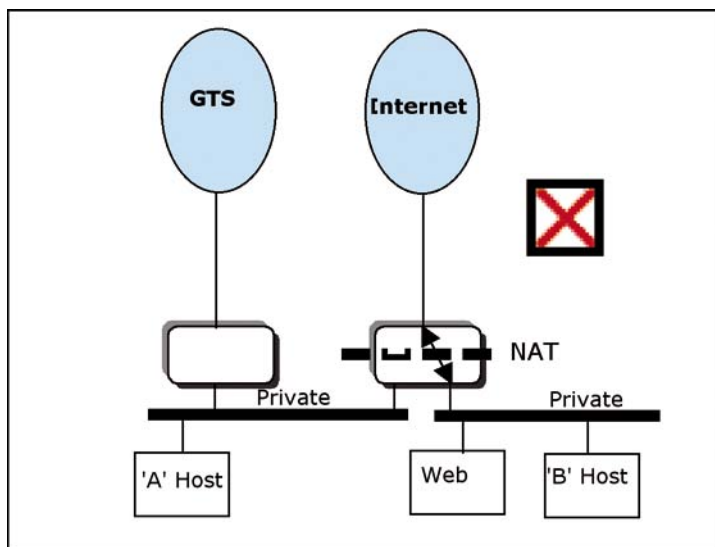 GTS
Internet
NAT
Private
Private
'A' Host
Web
'B' Host